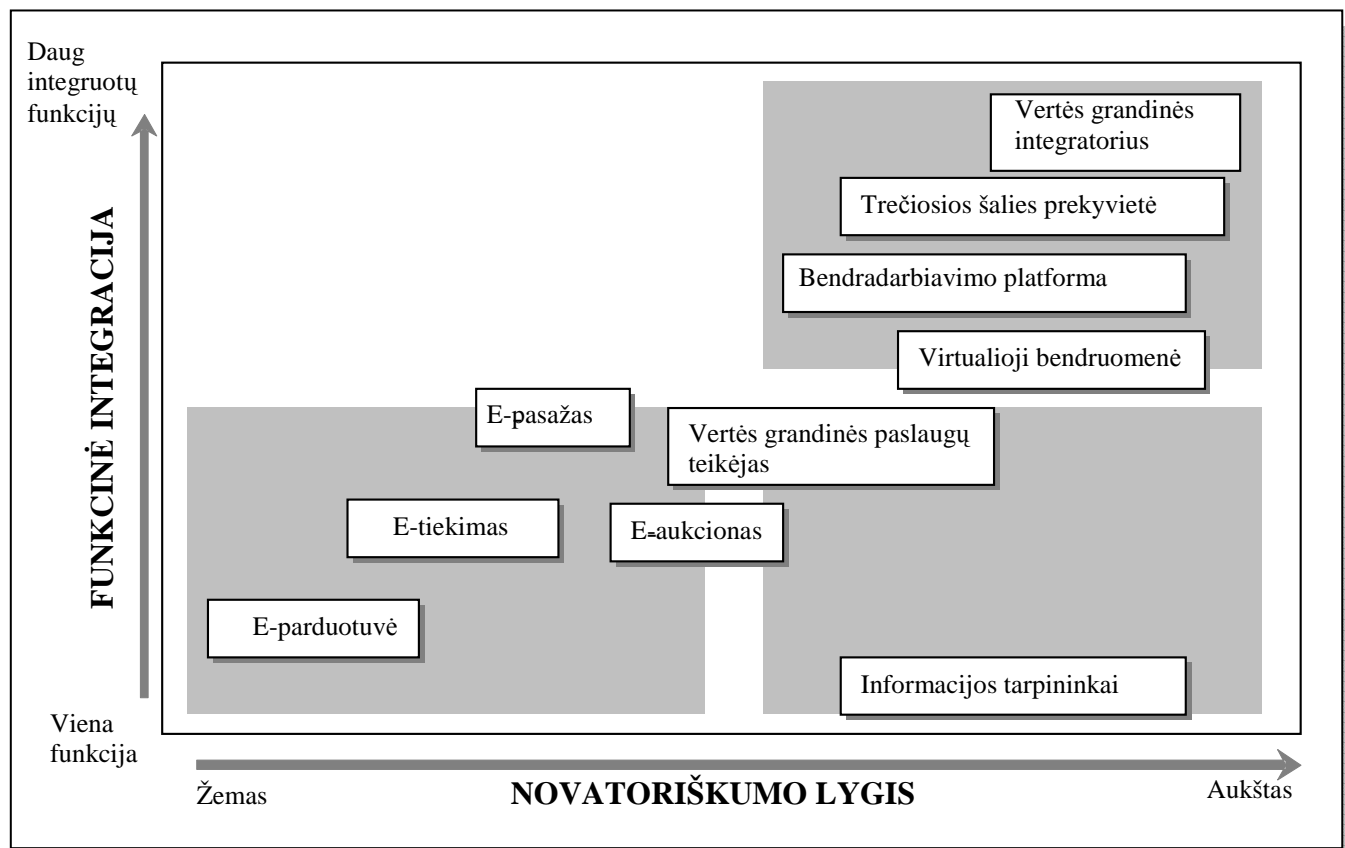 Daug
integruotų
funkcijų
FUNKCINĖ INTEGRACIJA
Viena
funkcija
Vertės grandinės
integratorius
Trečiosios šalies prekyvietė
Bendradarbiavimo platforma
Virtualioji bendruomenė
E-pasažas
Vertės grandinės paslaugų
teikėjas
E-tiekimas
E-aukcionas
E-parduotuvė
Informacijos tarpininkai
Žemas
NOVATORIŠKUMO LYGIS
Aukštas